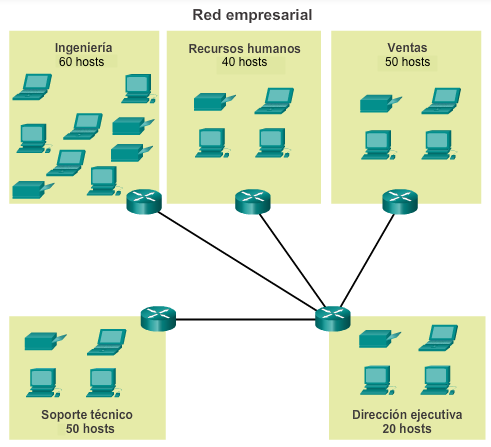 Red empresarial
Ingeniería
60 hosts
Recursos humanos
40 hosts
Ventas
50 hosts
Soporte técnico
50 hosts
Dirección ejecutiva
20 hosts